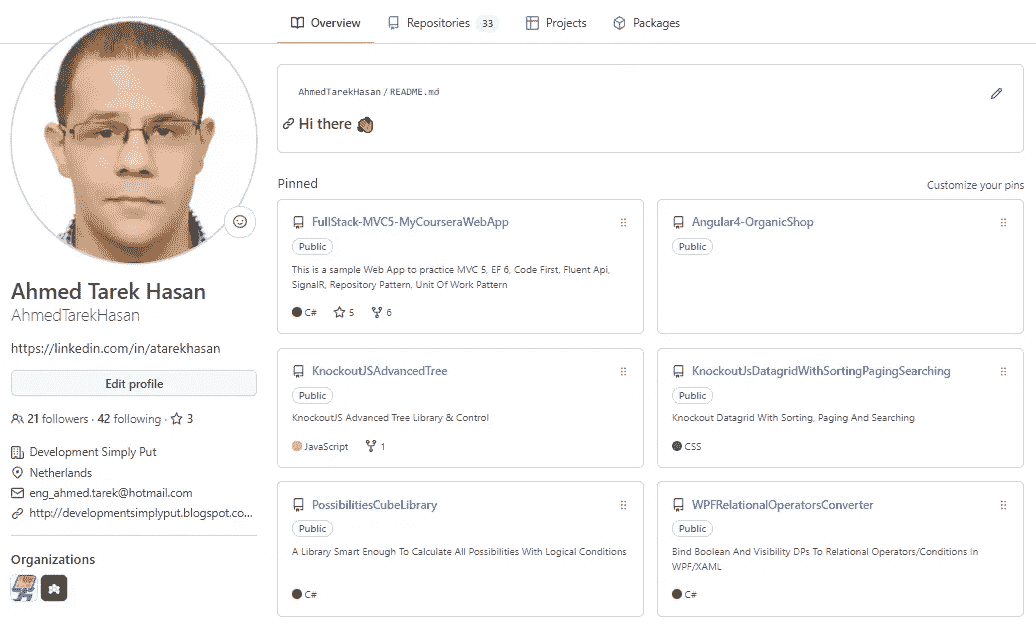 Overview
Repositories 33
Projects
Packages
AhmedTarekHasan / README.md
Hi there
Pinned
Customize your pins
FullStack-MVC5-MyCourseraWebApp
Public
This is a sample Web App to practice MVC 5, EF 6, Code First, Fluent Api,
SignalR, Repository Pattern, Unit Of Work Pattern
C# 5 6
Angular4-OrganicShop
Public
KnockoutJSAdvancedTree
Public
KnockoutJS Advanced Tree Library & Control
JavaScript 1
KnockoutJsDatagridWithSortingPagingSearching
Public
Knockout Datagrid With Sorting, Paging And Searching
CSS
PossibilitiesCubeLibrary
Public
A Library Smart Enough To Calculate All Possibilities With Logical Conditions
C#
WPFRelationalOperatorsConverter
Public
Bind Boolean And Visibility DPs To Relational Operators/Conditions In
WPF/XAML
C#
Ahmed Tarek Hasan
AhmedTarekHasan
https://linkedin.com/in/atarekhasan
Edit profile
21 followers · 42 following · 3
Development Simply Put
Netherlands
eng_ahmed.tarek@hotmail.com
http://developmentsimplyput.blogspot.co...
Organizations